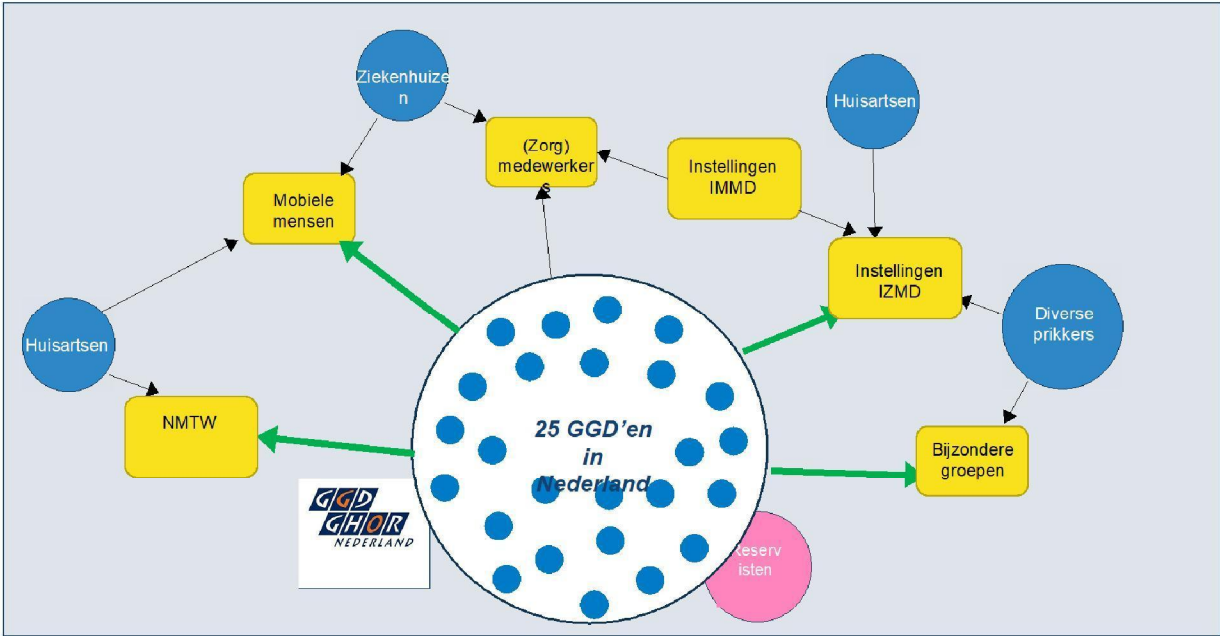 Ziekenhuize
n
Huisartsen
(Zorg)
medewerker
s
Instellingen
IMMD
Mobiele
mensen
Instellingen
IZMD
Diverse
prikkers
Huisartsen
NMTW
25 GGD'en
in
Nederland
Bijzondere
groepen
GGD
GHOR
NEDERLAND
Reserv
isten